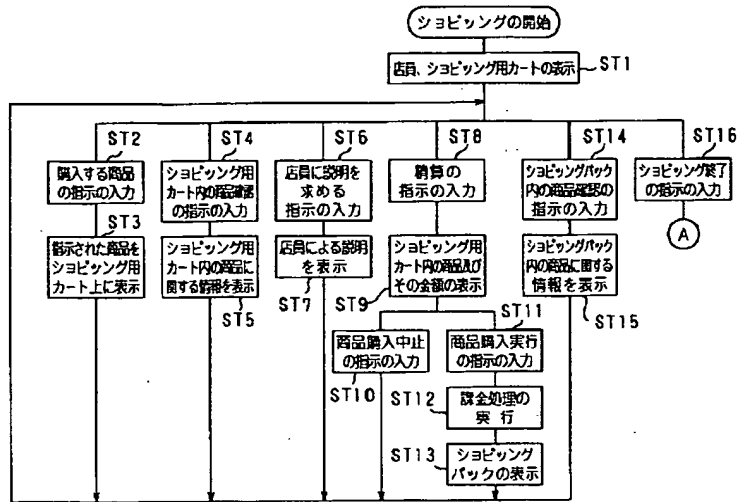 ショピングの開始
店員、ショピング用カートの表示
ST1
ST2
購入する商品
の指示の入力
ST3
指示された商品を
ショピング用
カート上に表示
ST4
ショピング用
カート内の商品確認
の指示の入力
ショピング用
カート内の商品に
関する情報を表示
ST5
ST6
店員に説明を
求める
指示の入力
店員による説明
を表示
ST7
ST8
精算の
指示の入力
ショピング用
カート内の商品及び
その金額の表示
ST9
商品購入中止
の指示の入力
ST10
ST11
商品購入実行
の指示の入力
ST12
課金処理の
実行
ST13
ショピング
パックの表示
ST14
ショピングパック
内の商品確認の
指示の入力
ショピングパック
内の商品に関する
情報を表示
ST15
ST16
ショピング終了
の指示の入力
A